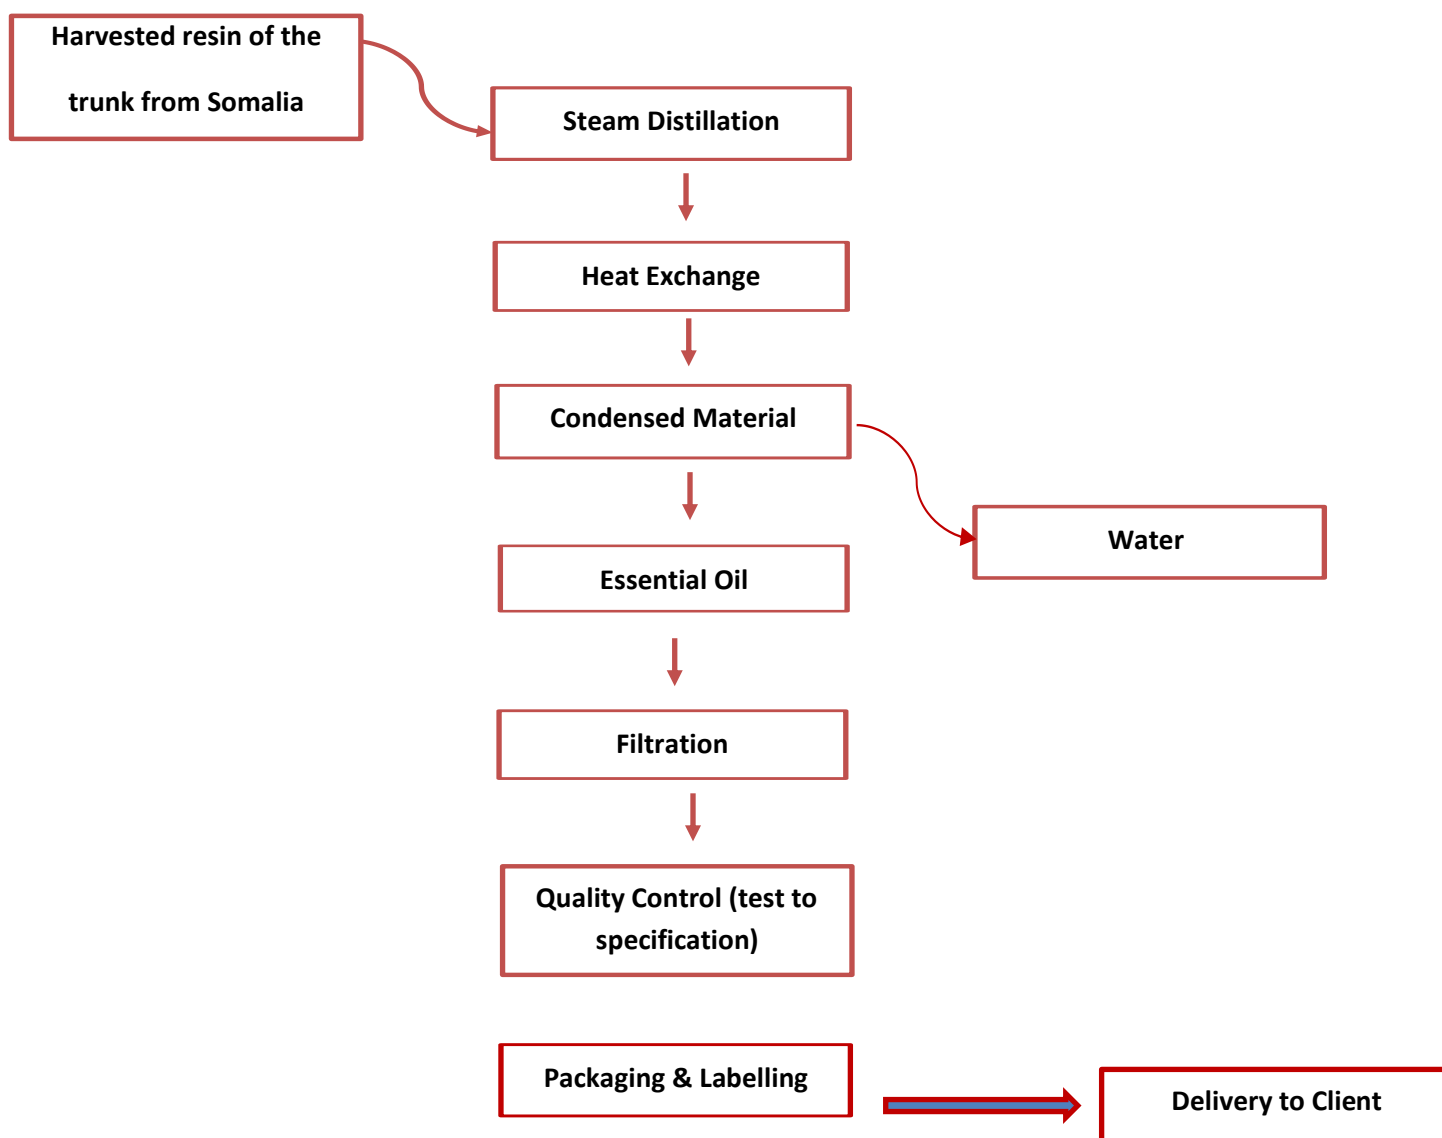 Harvested resin of the
trunk from Somalia
Steam Distillation
Heat Exchange
Condensed Material
Water
Essential Oil
Filtration
Quality Control (test to
specification)
Packaging & Labelling
Delivery to Client